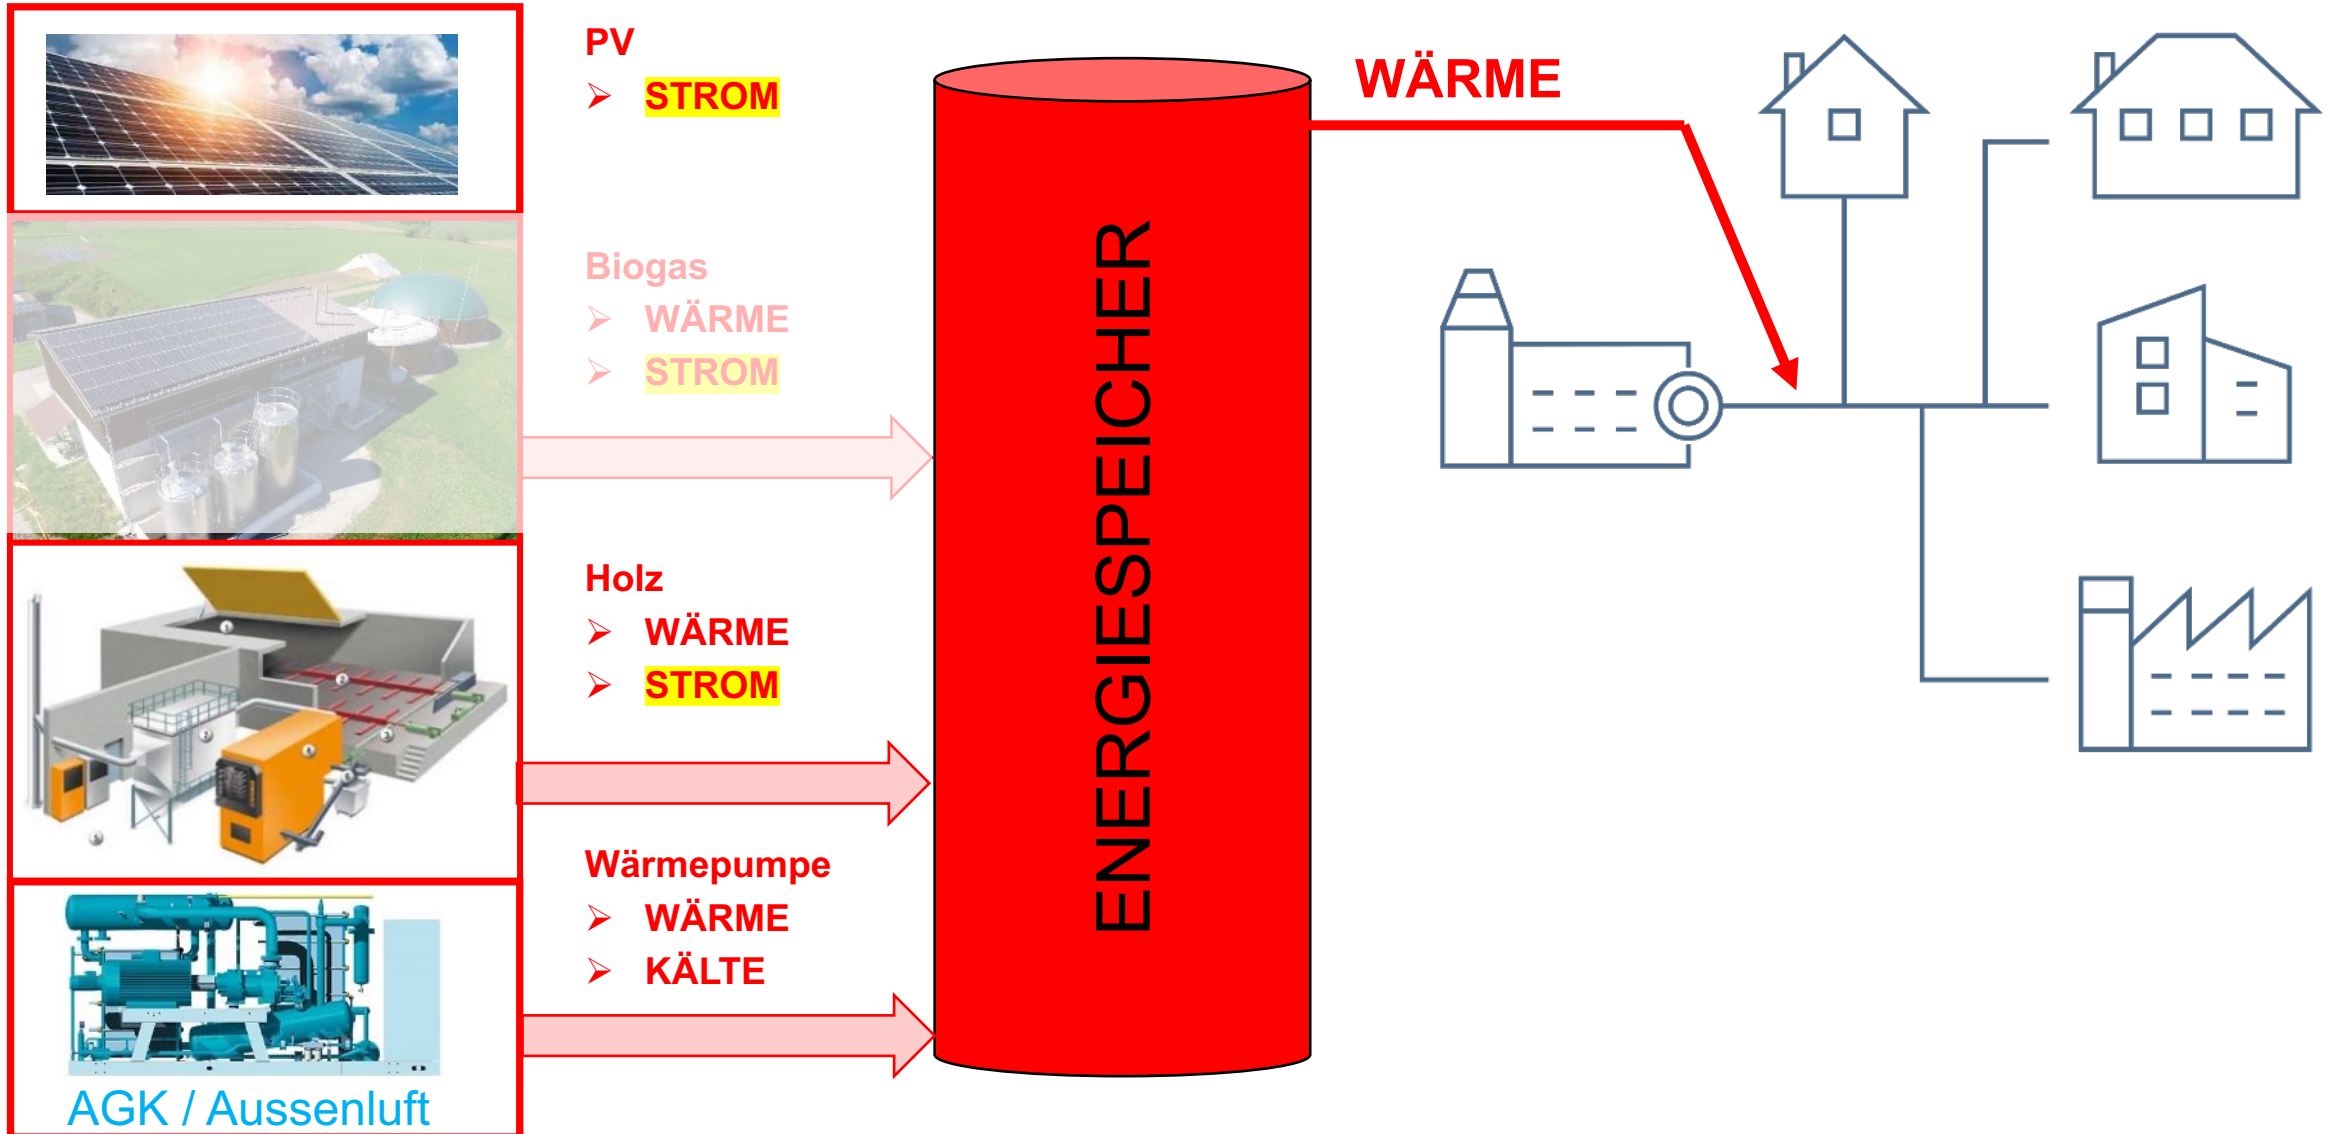 PV
➢ STROM
Biogas
➢ WÄRME
➢ STROM
Holz
➢ WÄRME
➢ STROM
Wärmepumpe
➢ WÄRME
➢ KÄLTE
AGK / Aussenluft
ENERGIESPEICHER
WÄRME